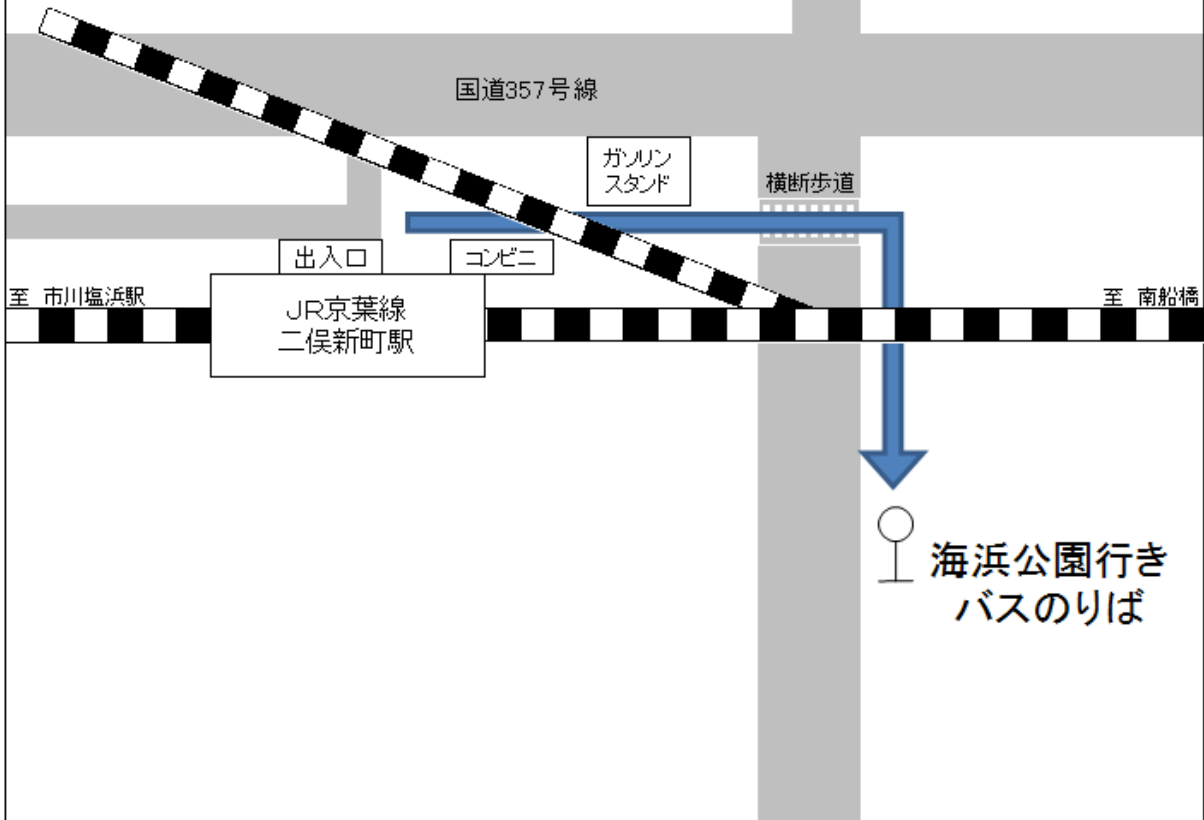 国道357号線
ガソリン
スタンド
横断歩道
出入口
コンビニ
至 市川塩浜駅
JR京葉線
二俣新町駅
至 南船橋
海浜公園行き
バスのりば